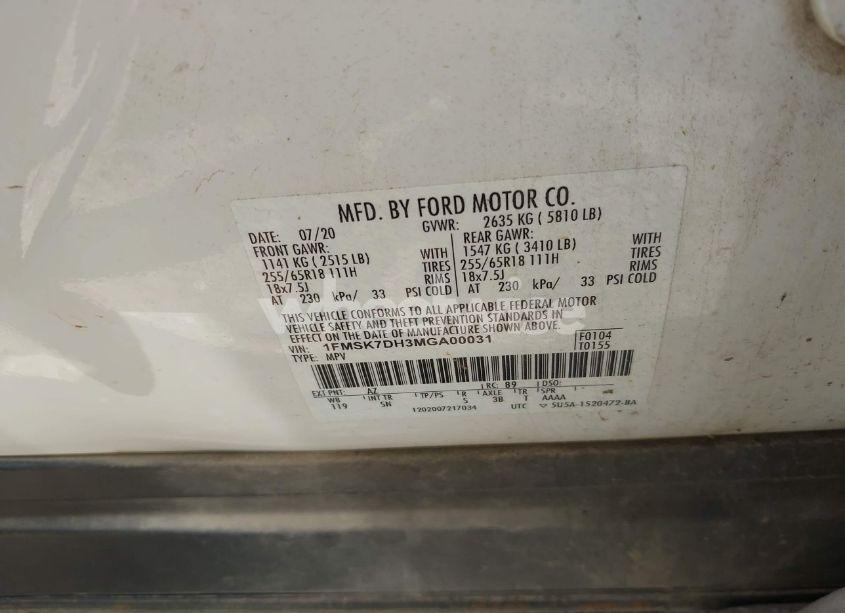 MFD. BY FORD MOTOR CO.
DATE: 07/20 GVWR: 2635 KG ( 5810 LB)
FRONT GAWR: WITH REAR GAWR: WITH
1141 KG ( 2515 LB) TIRES 1547 KG ( 3410 LB) TIRES
255/65R18 111H RIMS 255/65R18 111H RIMS
18x7.5J 18x7.5J
AT 230 kPa/ 33 PSI COLD AT 230 kPa/ 33 PSI COLD
THIS VEHICLE CONFORMS TO ALL APPLICABLE FEDERAL MOTOR
VEHICLE SAFETY AND THEFT PREVENTION STANDARDS IN
EFFECT ON THE DATE OF MANUFACTURE SHOWN ABOVE.
VIN: 1FMSK7DH3MGA00031 F0104
TYPE: MPV T0155
EXT PNT: AZ RC: 89 DSO:
WB INT TR TP/PS R AXLE TR SPR
119 5N 5 3B T AAAA
1202007217034 UTC 5U5A-1520472-BA